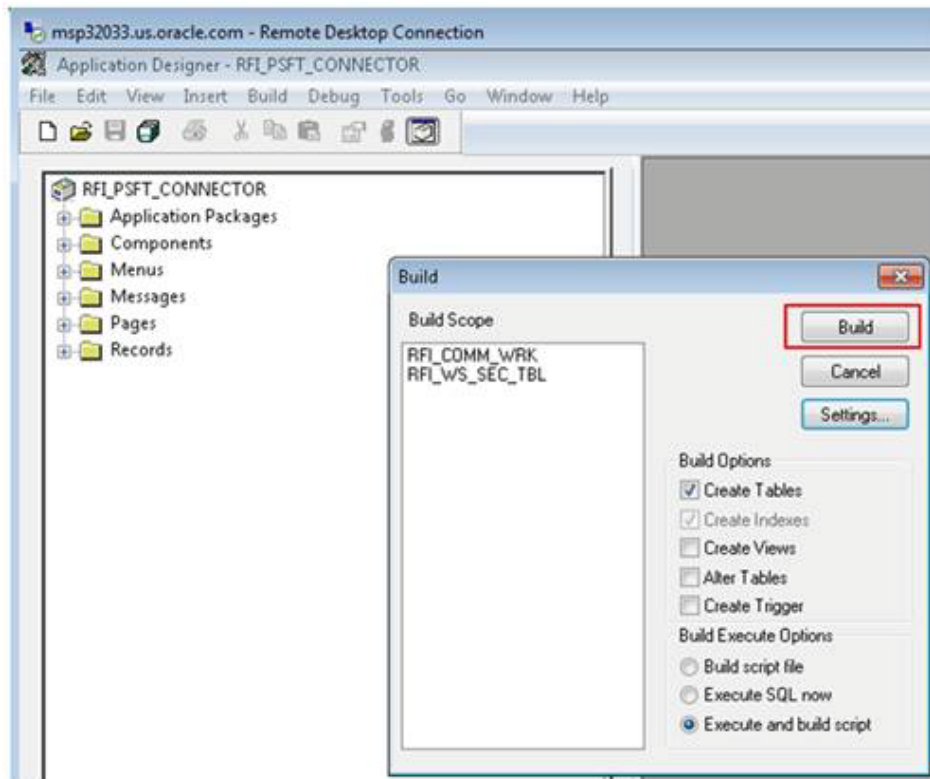 msp32033.us.oracle.com - Remote Desktop Connection
Application Designer - RFI_PSFT_CONNECTOR
File Edit View Insert Build Debug Tools Go Window Help
RFI_PSFT_CONNECTOR
Application Packages
Components
Menus
Messages
Pages
Records
Build
Build Scope
RFI_COMM_WRK
RFI_WS_SEC_TBL
Build
Cancel
Settings...
Build Options
Create Tables
Create Indexes
Create Views
Alter Tables
Create Trigger
Build Execute Options
Build script file
Execute SQL now
Execute and build script